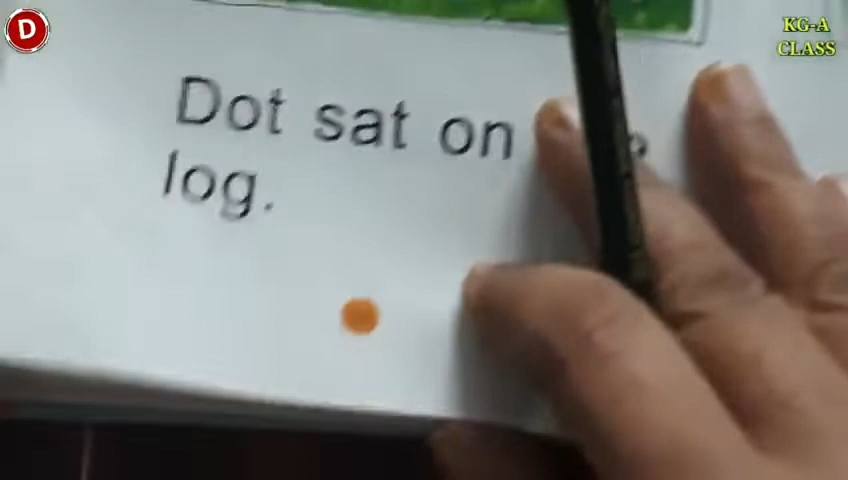 D
KG-A
CLASS
Dot sat on
log.